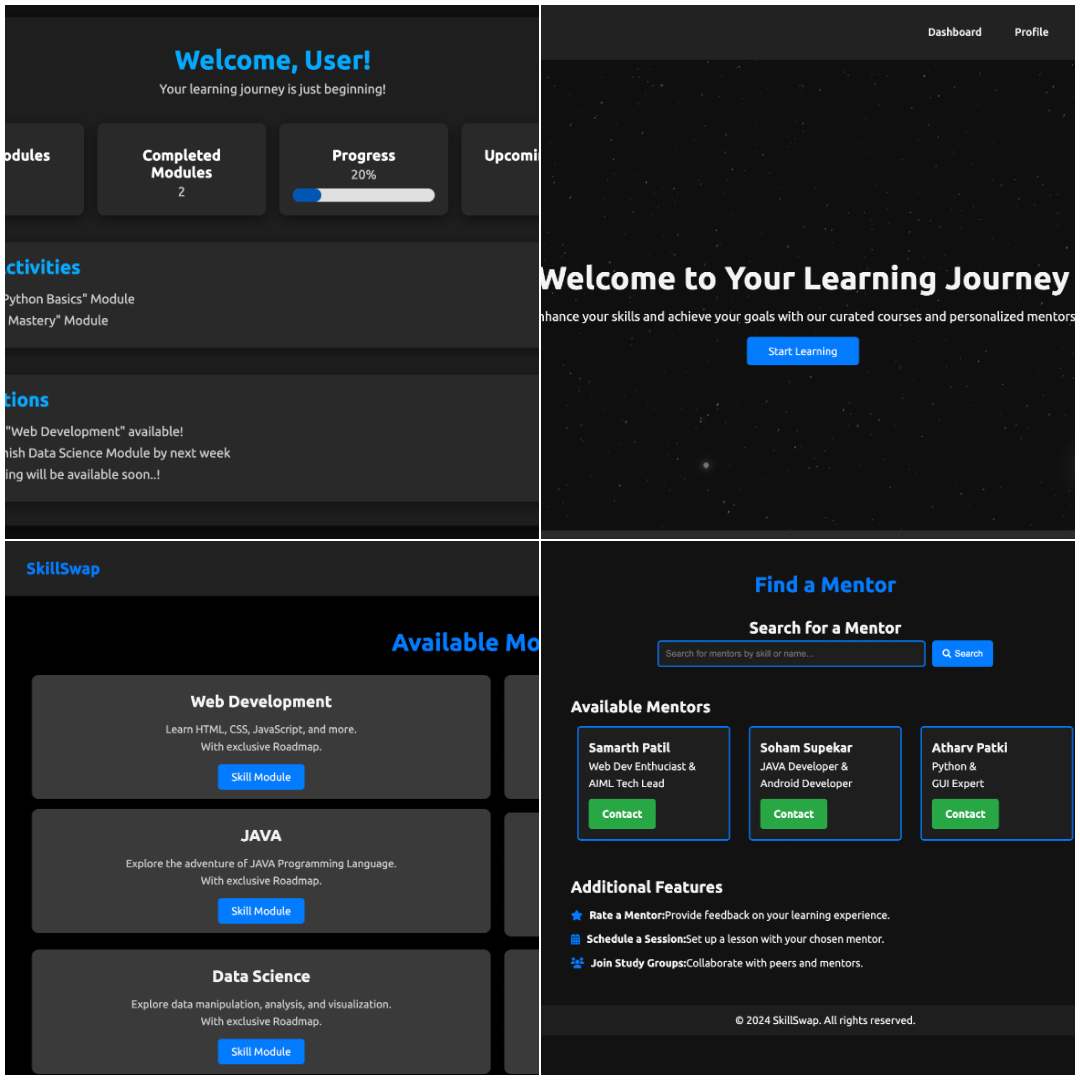 Welcome, User!
Your learning journey is just beginning!
odules
Completed
Modules
2
Progress
20%
Upcomi
ctivities
Python Basics" Module
Mastery" Module
tions
"Web Development" available!
nish Data Science Module by next week
ing will be available soon..!
Dashboard Profile
Welcome to Your Learning Journey
nhance your skills and achieve your goals with our curated courses and personalized mentors
Start Learning
SkillSwap
Available Mo
Web Development
Learn HTML, CSS, JavaScript, and more.
With exclusive Roadmap.
Skill Module
JAVA
Explore the adventure of JAVA Programming Language.
With exclusive Roadmap.
Skill Module
Data Science
Explore data manipulation, analysis, and visualization.
With exclusive Roadmap.
Skill Module
Find a Mentor
Search for a Mentor
Search for mentors by skill or name...
Search
Available Mentors
Samarth Patil
Web Dev Enthuciast &
AIML Tech Lead
Contact
Soham Supekar
JAVA Developer &
Android Developer
Contact
Atharv Patki
Python &
GUI Expert
Contact
Additional Features
Rate a Mentor:Provide feedback on your learning experience.
Schedule a Session:Set up a lesson with your chosen mentor.
Join Study Groups:Collaborate with peers and mentors.
© 2024 SkillSwap. All rights reserved.